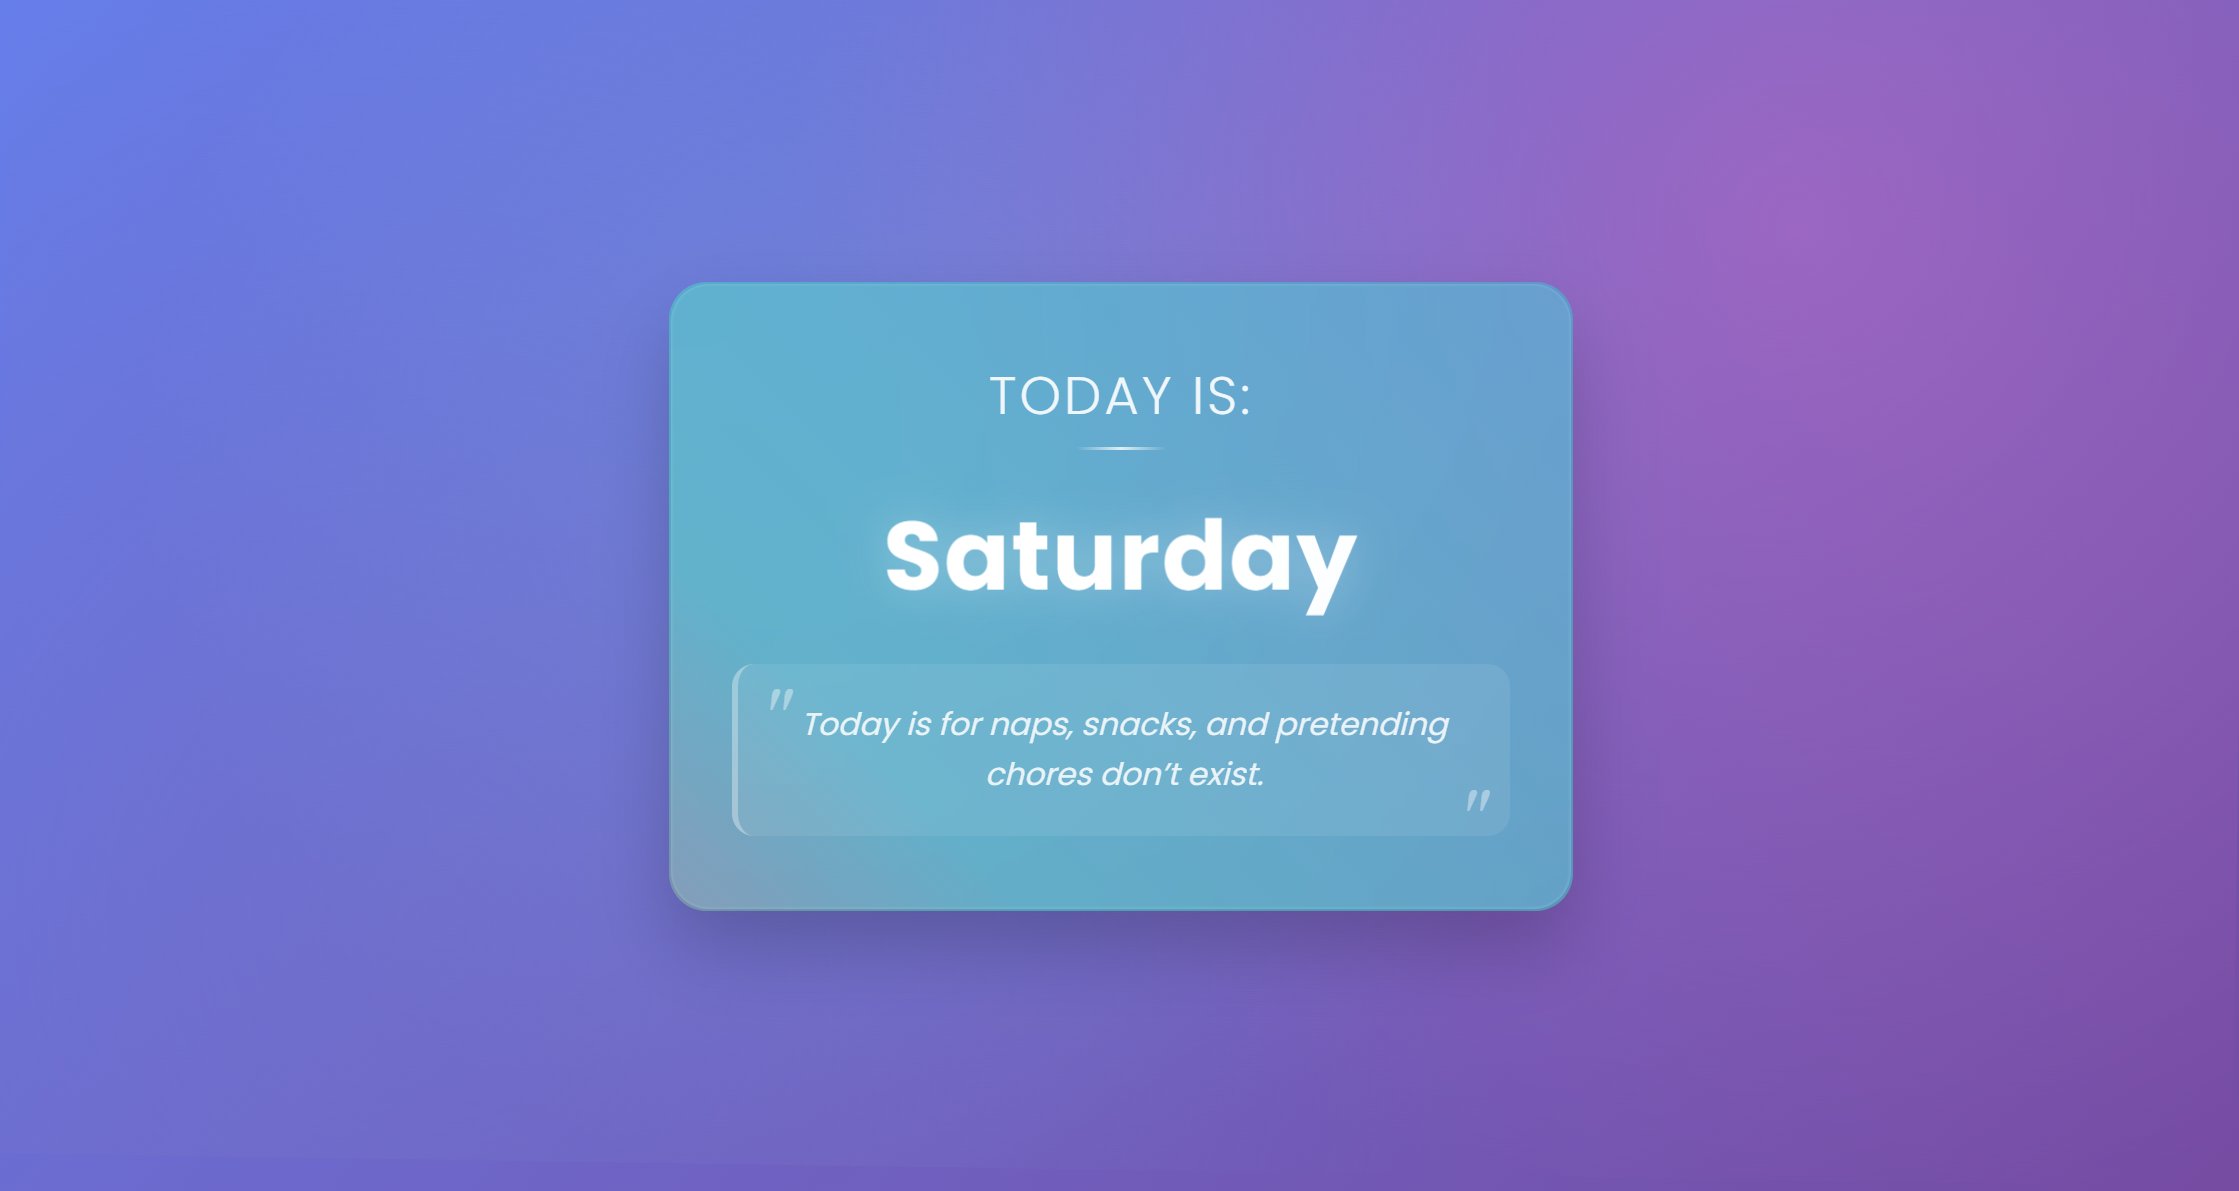 TODAY IS:
Saturday
"Today is for naps, snacks, and pretending
chores don’t exist."